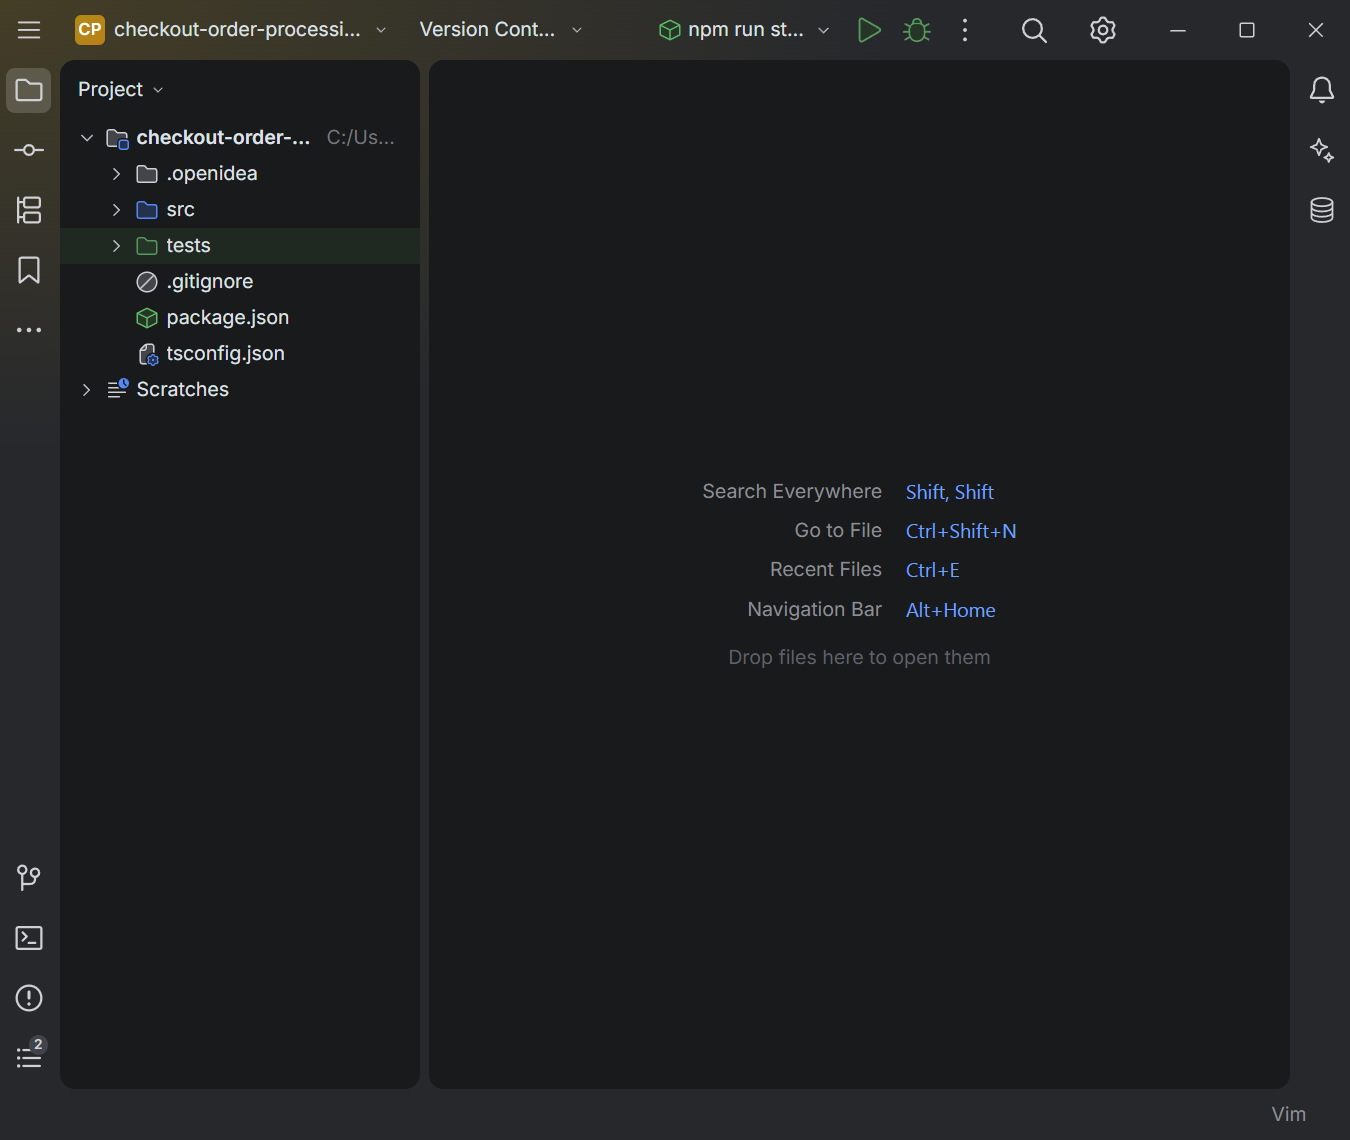 CP checkout-order-processi... Version Cont... npm run st...
Project
checkout-order-... C:/Us...
.openidea
src
tests
.gitignore
package.json
tsconfig.json
Scratches
Search Everywhere Shift, Shift
Go to File Ctrl+Shift+N
Recent Files Ctrl+E
Navigation Bar Alt+Home
Drop files here to open them
2
Vim